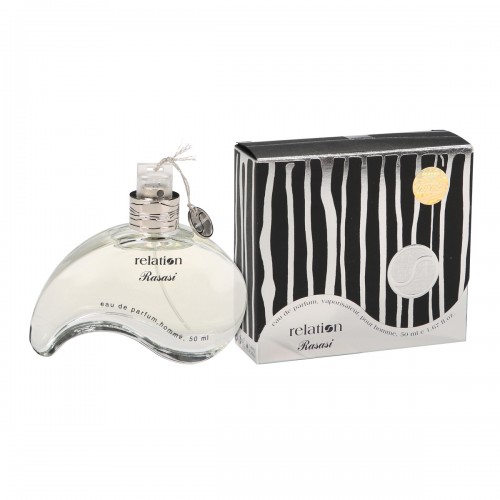 relation
Rasasi
eau de parfum, homme, 50 ml
eau de parfum, vaporisateur pour homme, 50 ml e 1.67 fl. oz.
relation
Rasasi